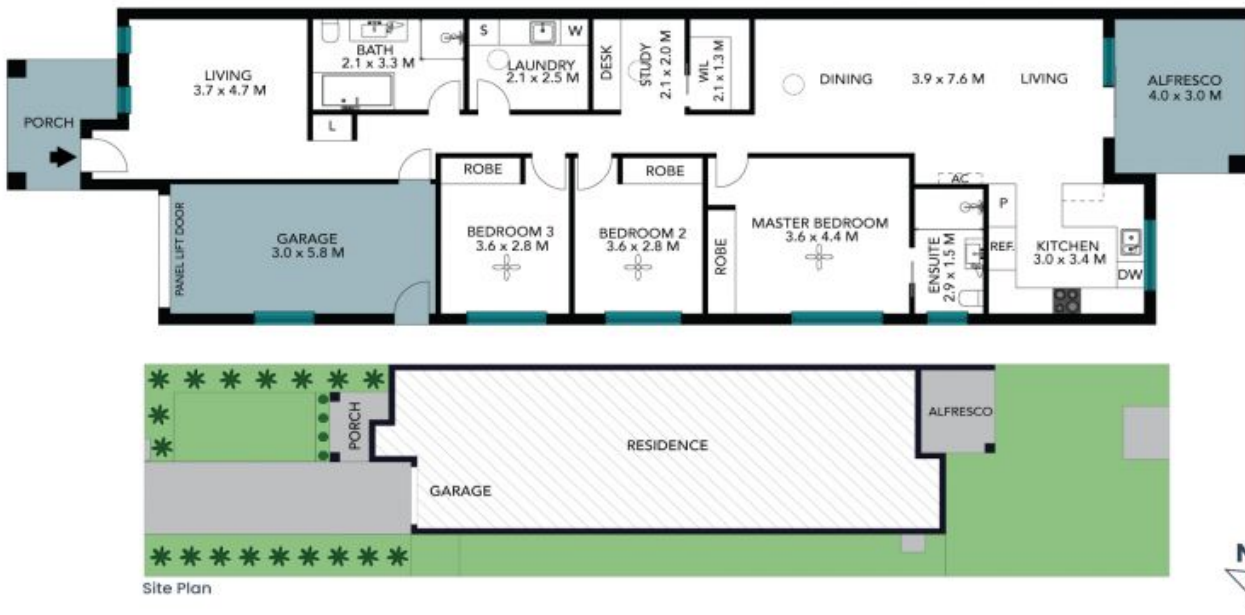 PORCH
LIVING
3.7 x 4.7 M
BATH
2.1 x 3.3 M
L
S
W
LAUNDRY
2.1 x 2.5 M
DESK
STUDY
2.1 x 2.0 M
WIL
2.1 x 1.3 M
DINING
3.9 x 7.6 M
LIVING
ALFRESCO
4.0 x 3.0 M
PANEL LIFT DOOR
GARAGE
3.0 x 5.8 M
ROBE
BEDROOM 3
3.6 x 2.8 M
ROBE
BEDROOM 2
3.6 x 2.8 M
ROBE
MASTER BEDROOM
3.6 x 4.4 M
ENSUITE
2.9 x 1.5 M
AC
P
REF.
KITCHEN
3.0 x 3.4 M
DW
PORCH
GARAGE
RESIDENCE
ALFRESCO
Site Plan
N